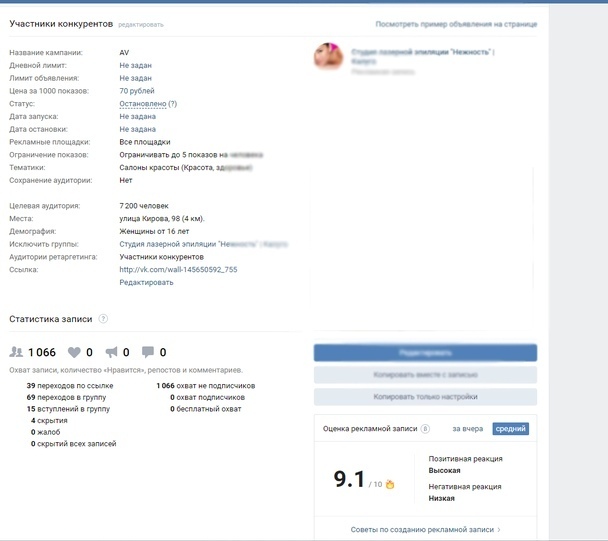 Участники конкурентов редактировать
Посмотреть пример объявления на странице
Название кампании: AV
Дневной лимит: Не задан
Лимит объявления: Не задан
Цена за 1000 показов: 70 рублей
Статус: Остановлено (?)
Дата запуска: Не задана
Дата остановки: Не задана
Рекламные площадки: Все площадки
Ограничение показов: Ограничивать до 5 показов на человека
Тематики: Салоны красоты (Красота, здоровье)
Сохранение аудитории: Нет
Студия лазерной эпиляции "Нежность" |
Калуга
Целевая аудитория: 7 200 человек
Места: улица Кирова, 98 (4 км).
Демография: Женщины от 16 лет
Исключить группы: Студия лазерной эпиляции "Нежность" | Калуга
Аудитории ретаргетинга: Участники конкурентов
Ссылка: http://vk.com/wall-145650592_755
Редактировать
Статистика записи ?
1 066 0 0 0
Охват записи, количество «Нравится», репостов и комментариев.
39 переходов по ссылке
69 переходов в группу
15 вступлений в группу
4 скрытия
0 жалоб
0 скрытий всех записей
1 066 охват не подписчиков
0 охват подписчиков
0 бесплатный охват
Редактировать
Копировать вместе с записью
Копировать только настройки
Оценка рекламной записи 6 за вчера средний
9.1 / 10
Позитивная реакция
Высокая
Негативная реакция
Низкая
Советы по созданию рекламной записи ›